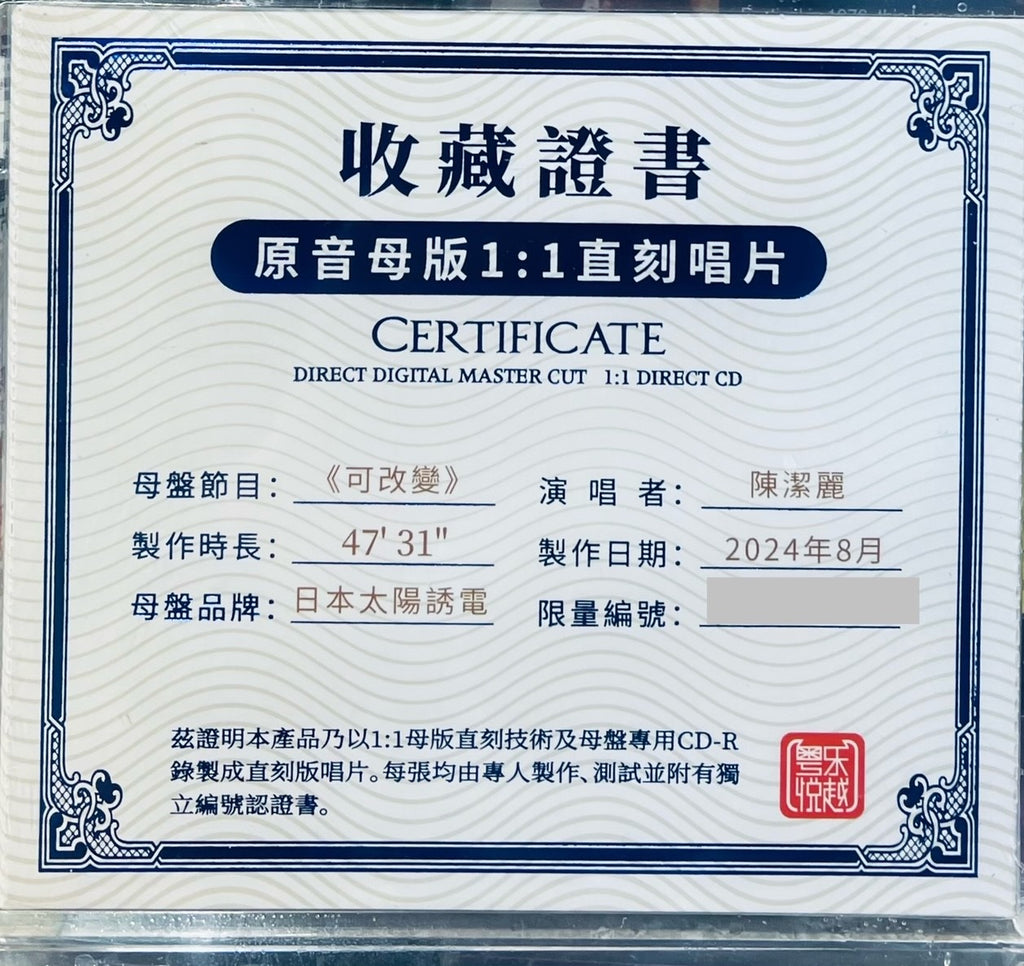 收藏證書
原音母版1:1直刻唱片
CERTIFICATE
DIRECT DIGITAL MASTER CUT 1:1 DIRECT CD
母盤節目：《可改變》
演唱者：陳潔麗
製作時長：47' 31"
製作日期：2024年8月
母盤品牌：日本太陽誘電
限量編號：
茲證明本產品乃以1:1母版直刻技術及母盤專用CD-R
錄製成直刻版唱片。每張均由專人製作、測試並附有獨
立編號認證書。
粵悅
乐越